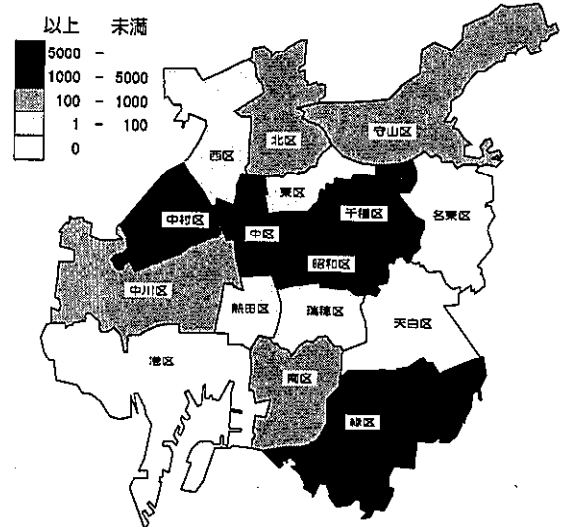 以上 未満
5000 -
1000 - 5000
100 - 1000
1 - 100
0
守山区
北区
西区
東区
千種区
名東区
中村区
中区
昭和区
中川区
熱田区
瑞穂区
天白区
港区
南区
緑区